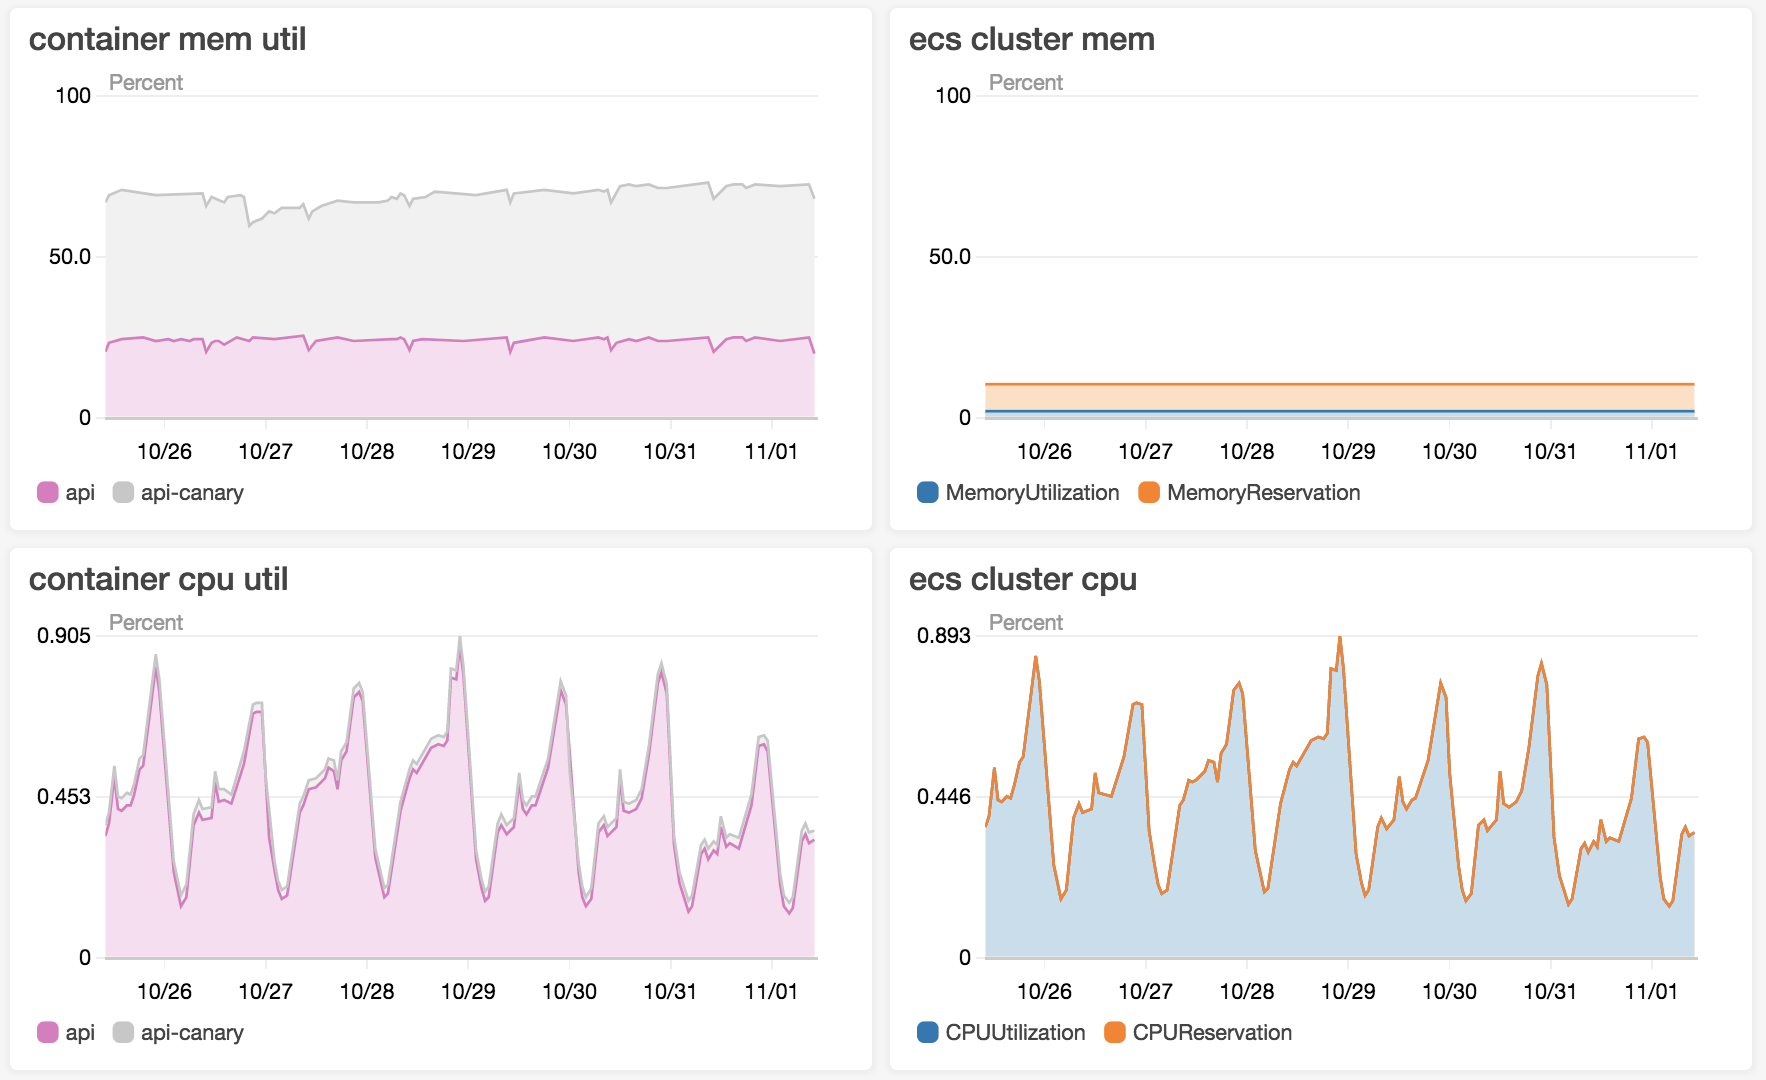 container mem util
Percent
100
50.0
0
10/26 10/27 10/28 10/29 10/30 10/31 11/01
api api-canary
ecs cluster mem
Percent
100
50.0
0
10/26 10/27 10/28 10/29 10/30 10/31 11/01
MemoryUtilization MemoryReservation
container cpu util
Percent
0.905
0.453
0
10/26 10/27 10/28 10/29 10/30 10/31 11/01
api api-canary
ecs cluster cpu
Percent
0.893
0.446
0
10/26 10/27 10/28 10/29 10/30 10/31 11/01
CPUUtilization CPUReservation